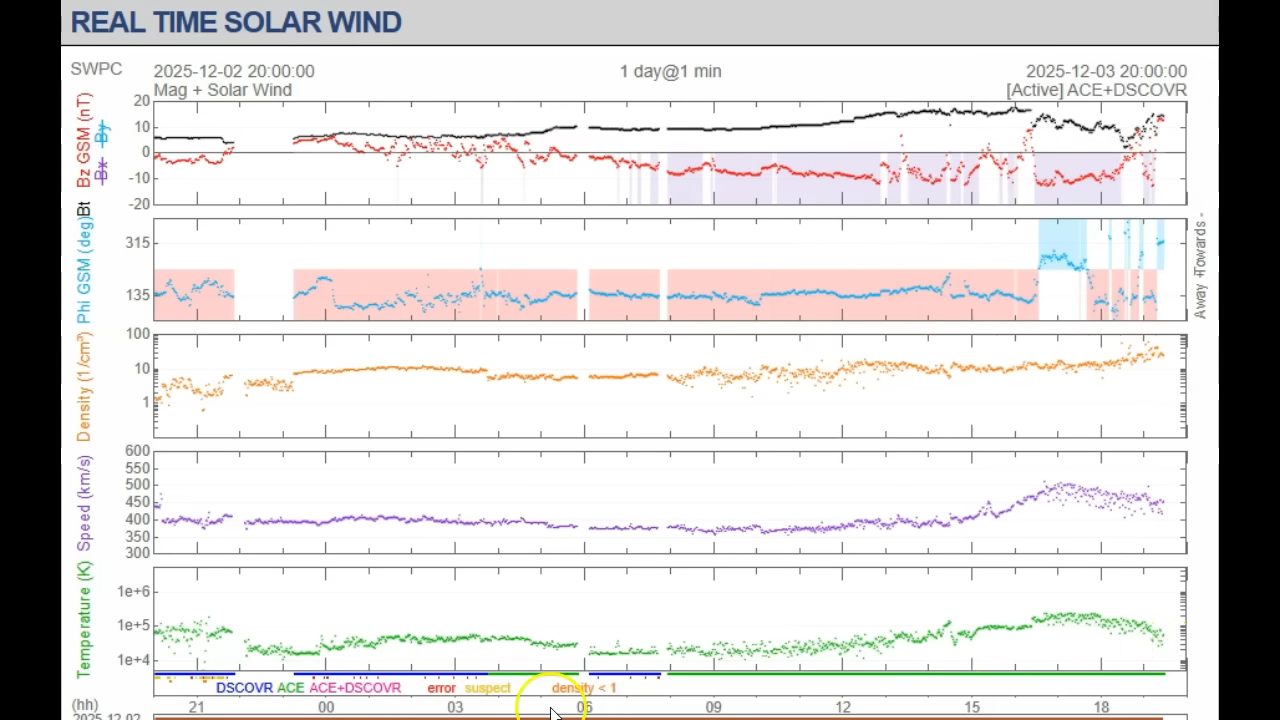 REAL TIME SOLAR WIND
SWPC
2025-12-02 20:00:00
1 day@1 min
2025-12-03 20:00:00
Mag + Solar Wind
[Active] ACE+DSCOVR
Bt Bz GSM (nT)
Bx By
20
10
0
-10
-20
Phi GSM (deg)
315
135
Away + Towards -
Density (1/cm³)
100
10
1
Speed (km/s)
600
550
500
450
400
350
300
Temperature (K)
1e+6
1e+5
1e+4
DSCOVR ACE ACE+DSCOVR error suspect density < 1
(hh) 21 00 03 06 09 12 15 18
2025-12-02